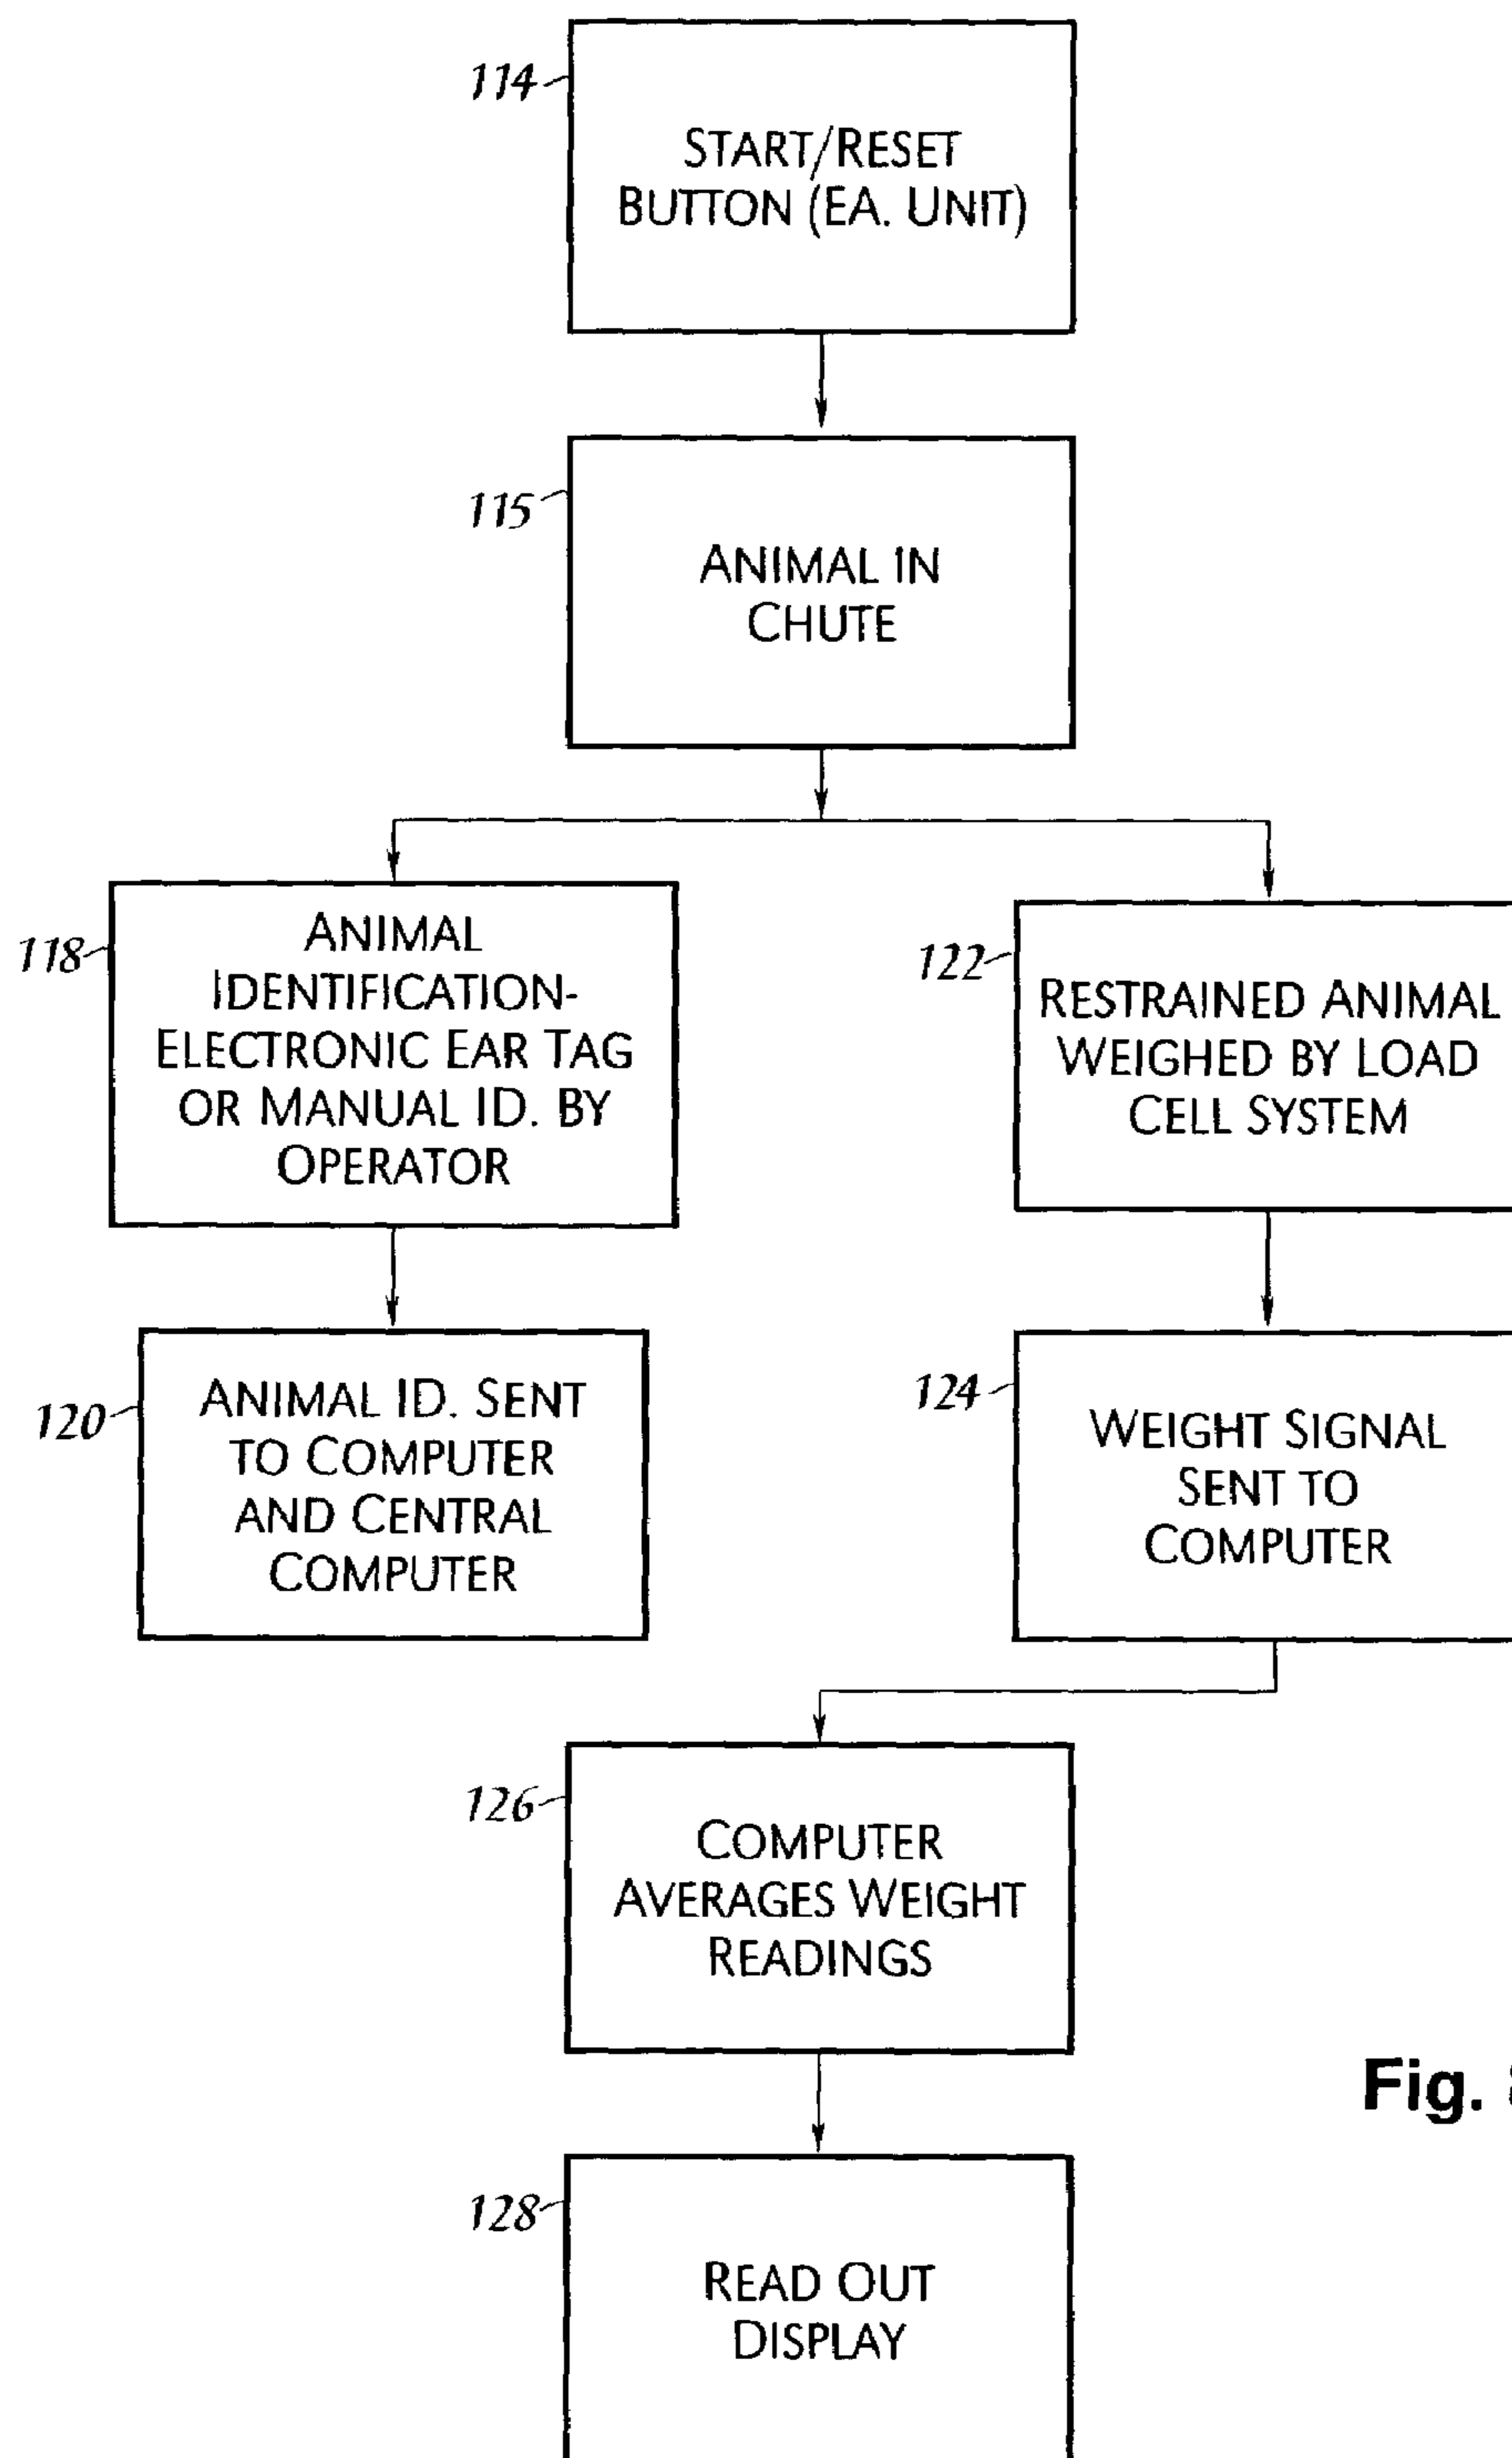 114
START/RESET
BUTTON (EA. UNIT)
115
ANIMAL IN
CHUTE
118
ANIMAL
IDENTIFICATION-
ELECTRONIC EAR TAG
OR MANUAL ID. BY
OPERATOR
122
RESTRAINED ANIMAL
WEIGHED BY LOAD
CELL SYSTEM
120
ANIMAL ID. SENT
TO COMPUTER
AND CENTRAL
COMPUTER
124
WEIGHT SIGNAL
SENT TO
COMPUTER
126
COMPUTER
AVERAGES WEIGHT
READINGS
Fig.
128
READ OUT
DISPLAY